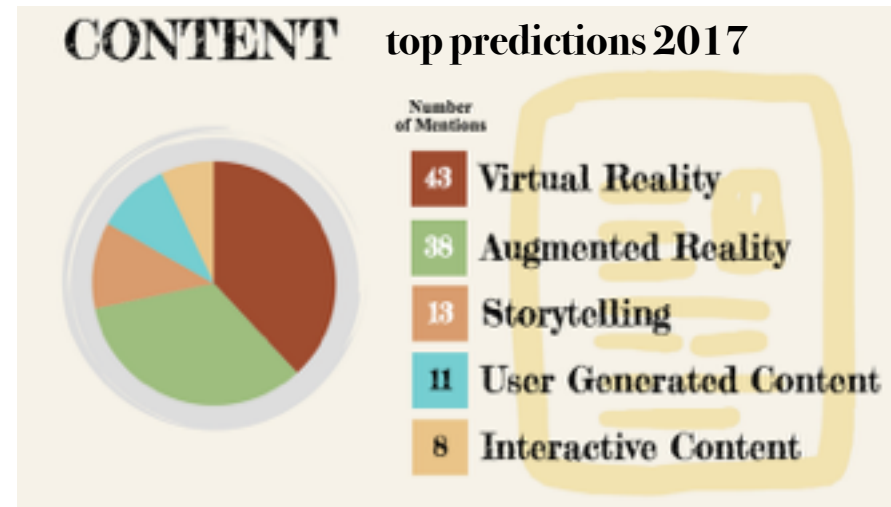 CONTENT top predictions 2017
Number
of Mentions
43 Virtual Reality
38 Augmented Reality
13 Storytelling
11 User Generated Content
8 Interactive Content